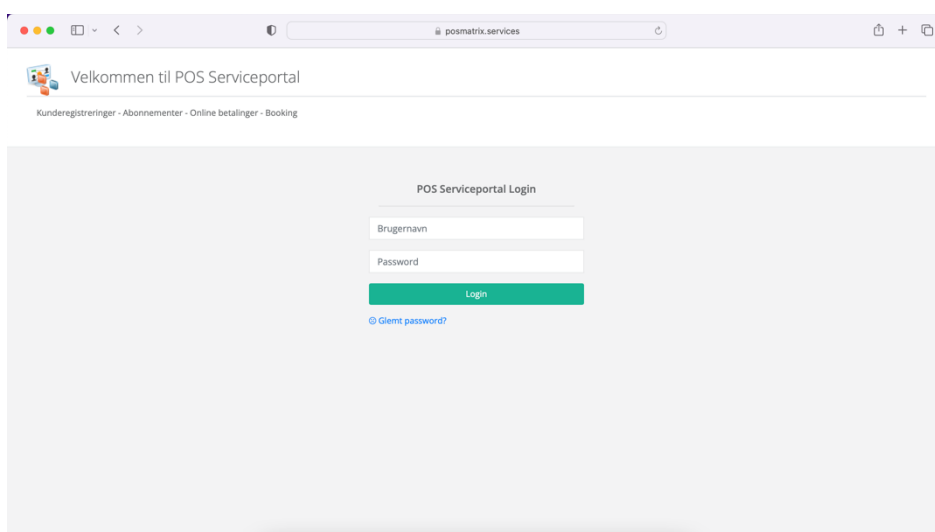 posmatrix.services
Velkommen til POS Serviceportal
Kunderegistreringer - Abonnementer - Online betalinger - Booking
POS Serviceportal Login
Brugernavn
Password
Login
Glemt password?